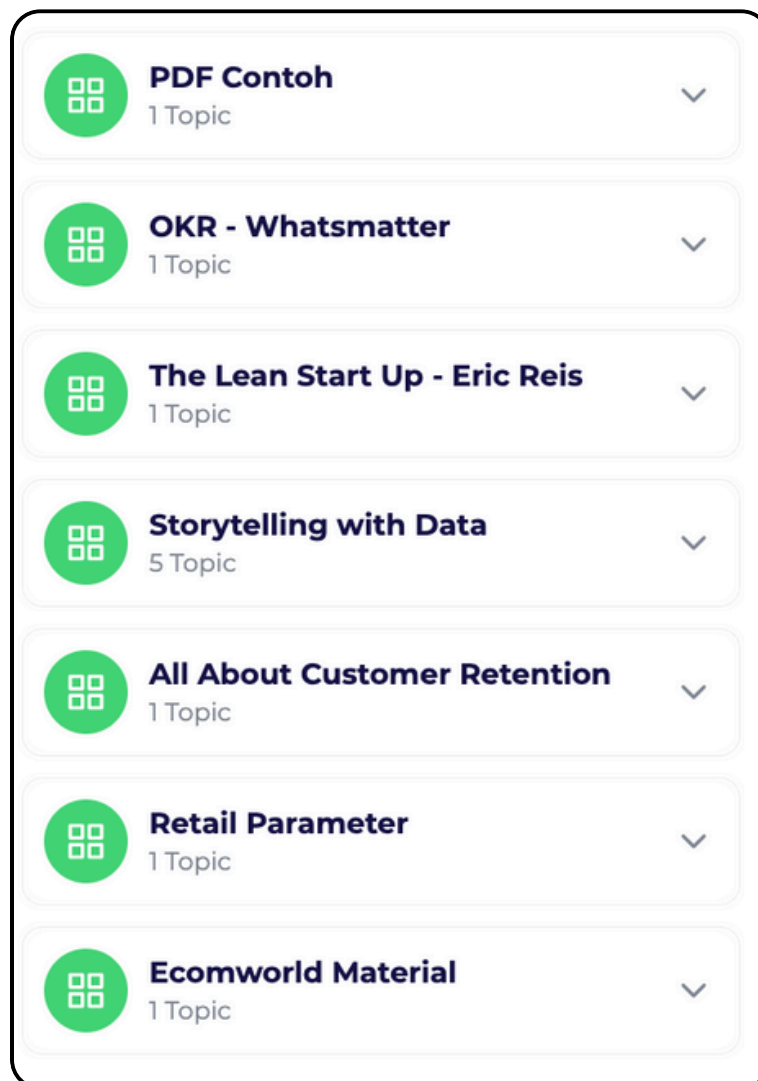 PDF Contoh
1 Topic
OKR - Whatsmatter
1 Topic
The Lean Start Up - Eric Reis
1 Topic
Storytelling with Data
5 Topic
All About Customer Retention
1 Topic
Retail Parameter
1 Topic
Ecomworld Material
1 Topic